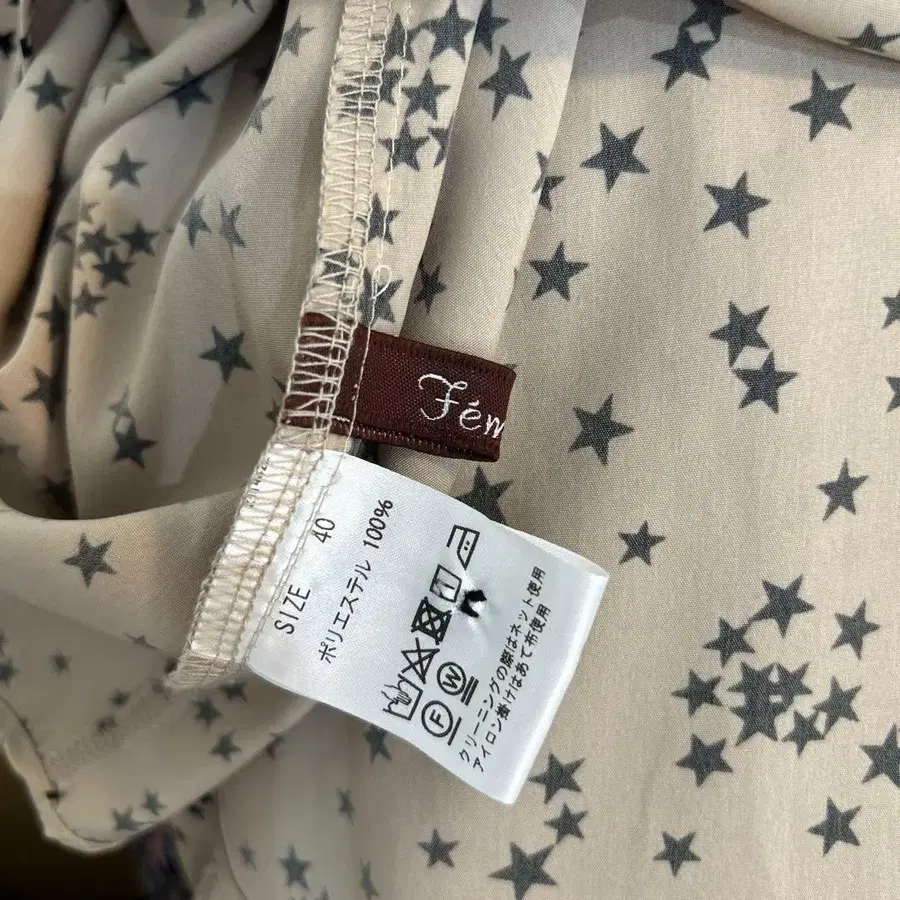 Fém
SIZE 40
ポリエステル 100%
F W
クリーニングの際はネット使用
アイロン掛けはあて布使用